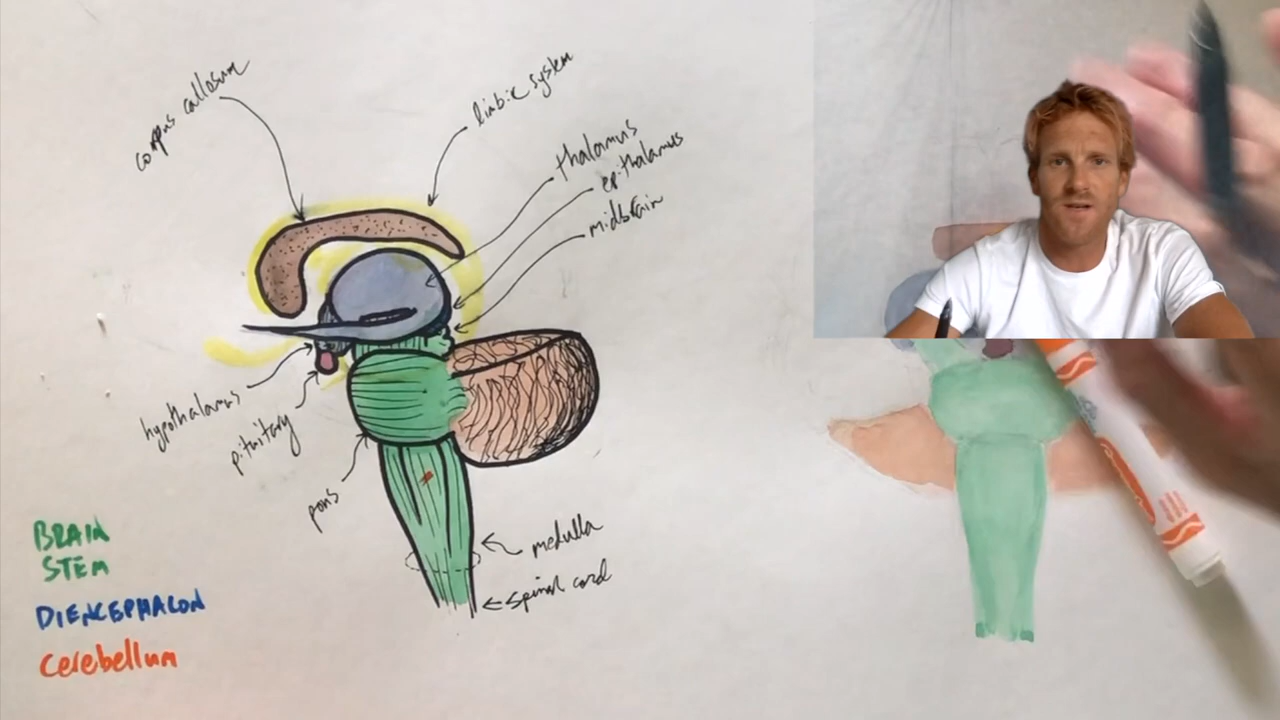 corpus callosum
limbic system
thalamus
epithalamus
midbrain
hypothalamus
pituitary
pons
medulla
spinal cord
BRAIN
STEM
DIENCEPHALON
cerebellum